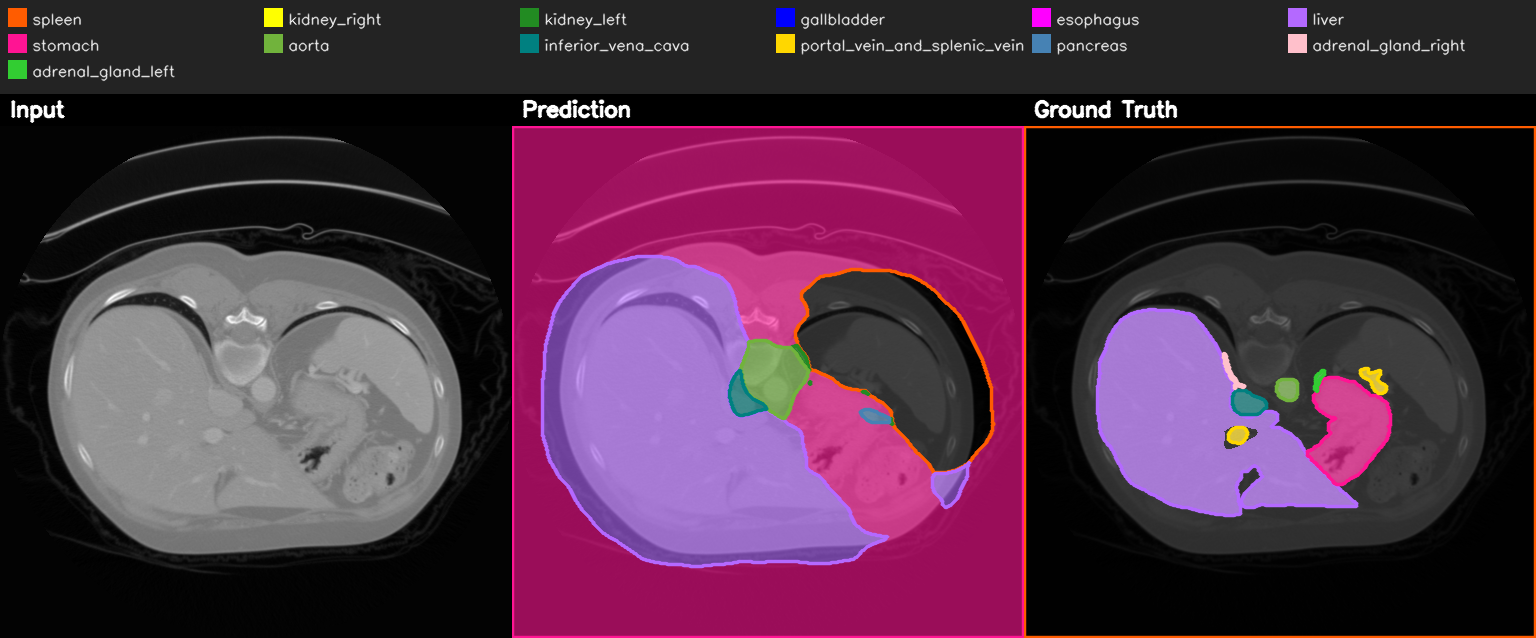 spleen kidney_right kidney_left gallbladder esophagus liver
stomach aorta inferior_vena_cava portal_vein_and_splenic_vein pancreas adrenal_gland_right
adrenal_gland_left
Input Prediction Ground Truth